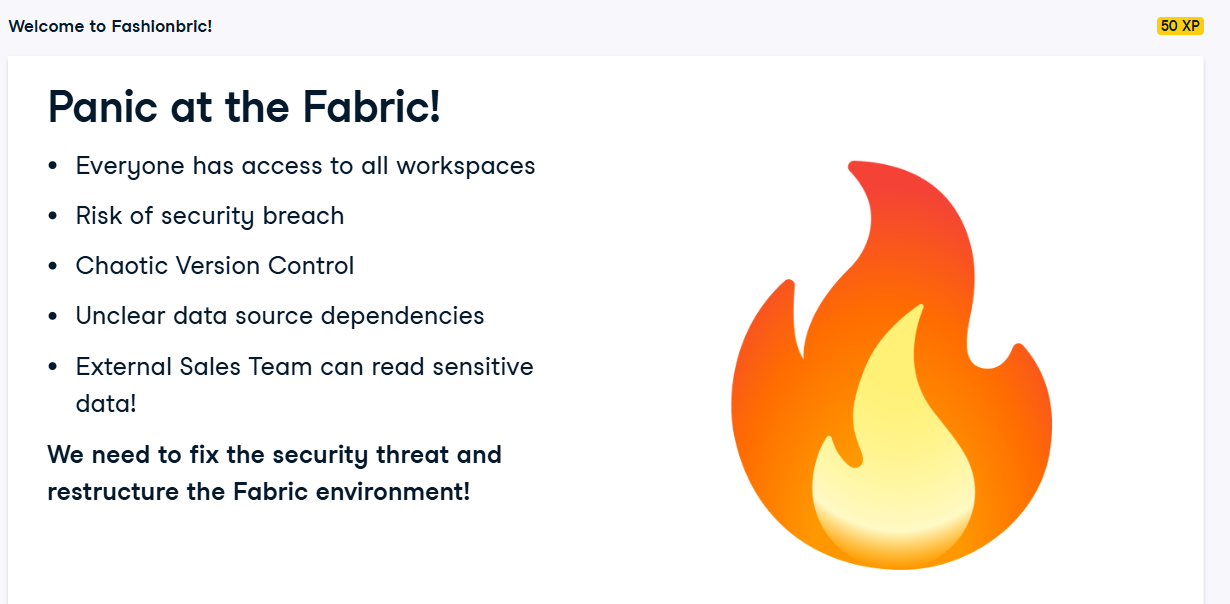 Welcome to Fashionbric!
50 XP
Panic at the Fabric!
• Everyone has access to all workspaces
• Risk of security breach
• Chaotic Version Control
• Unclear data source dependencies
• External Sales Team can read sensitive
data!
We need to fix the security threat and
restructure the Fabric environment!